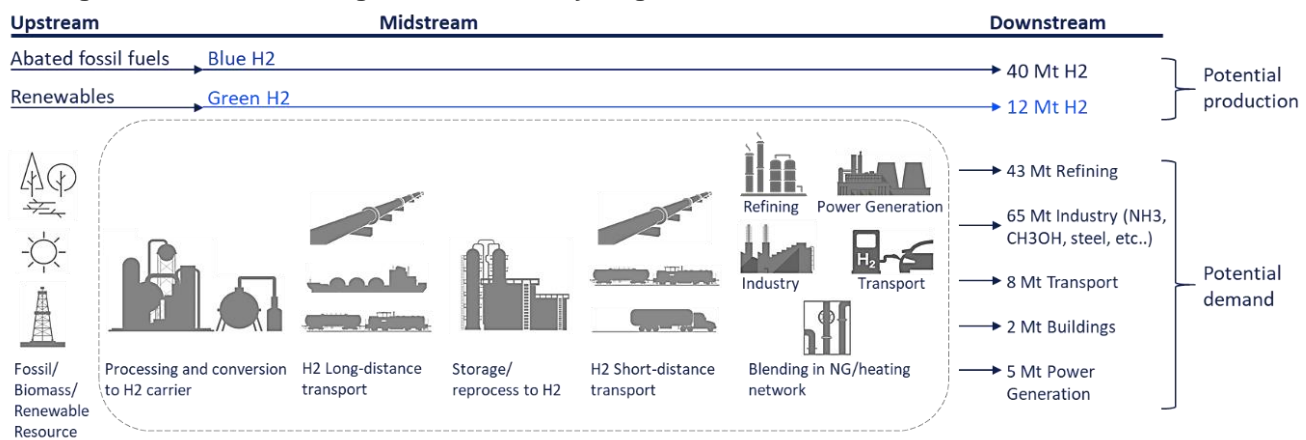 Upstream
Midstream
Downstream
Abated fossil fuels
Blue H2
40 Mt H2
Renewables
Green H2
12 Mt H2
Potential
production
Refining
Power Generation
H2
Industry
Transport
43 Mt Refining
65 Mt Industry (NH3,
CH3OH, steel, etc..)
8 Mt Transport
2 Mt Buildings
5 Mt Power
Generation
Potential
demand
Fossil/
Biomass/
Renewable
Resource
Processing and conversion
to H2 carrier
H2 Long-distance
transport
Storage/
reprocess to H2
H2 Short-distance
transport
Blending in NG/heating
network